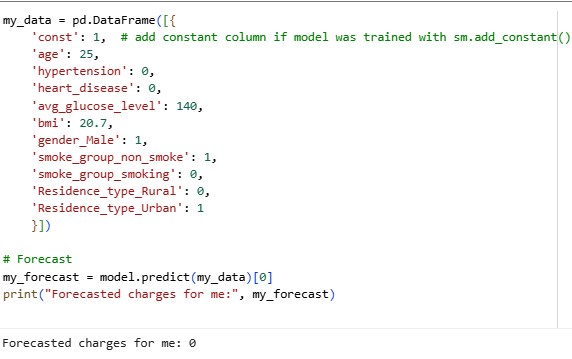 my_data = pd.DataFrame([{
    'const': 1,  # add constant column if model was trained with sm.add_constant()
    'age': 25,
    'hypertension': 0,
    'heart_disease': 0,
    'avg_glucose_level': 140,
    'bmi': 20.7,
    'gender_Male': 1,
    'smoke_group_non_smoke': 1,
    'smoke_group_smoking': 0,
    'Residence_type_Rural': 0,
    'Residence_type_Urban': 1
    }])
# Forecast
my_forecast = model.predict(my_data)[0]
print("Forecasted charges for me:", my_forecast)
Forecasted charges for me: 0